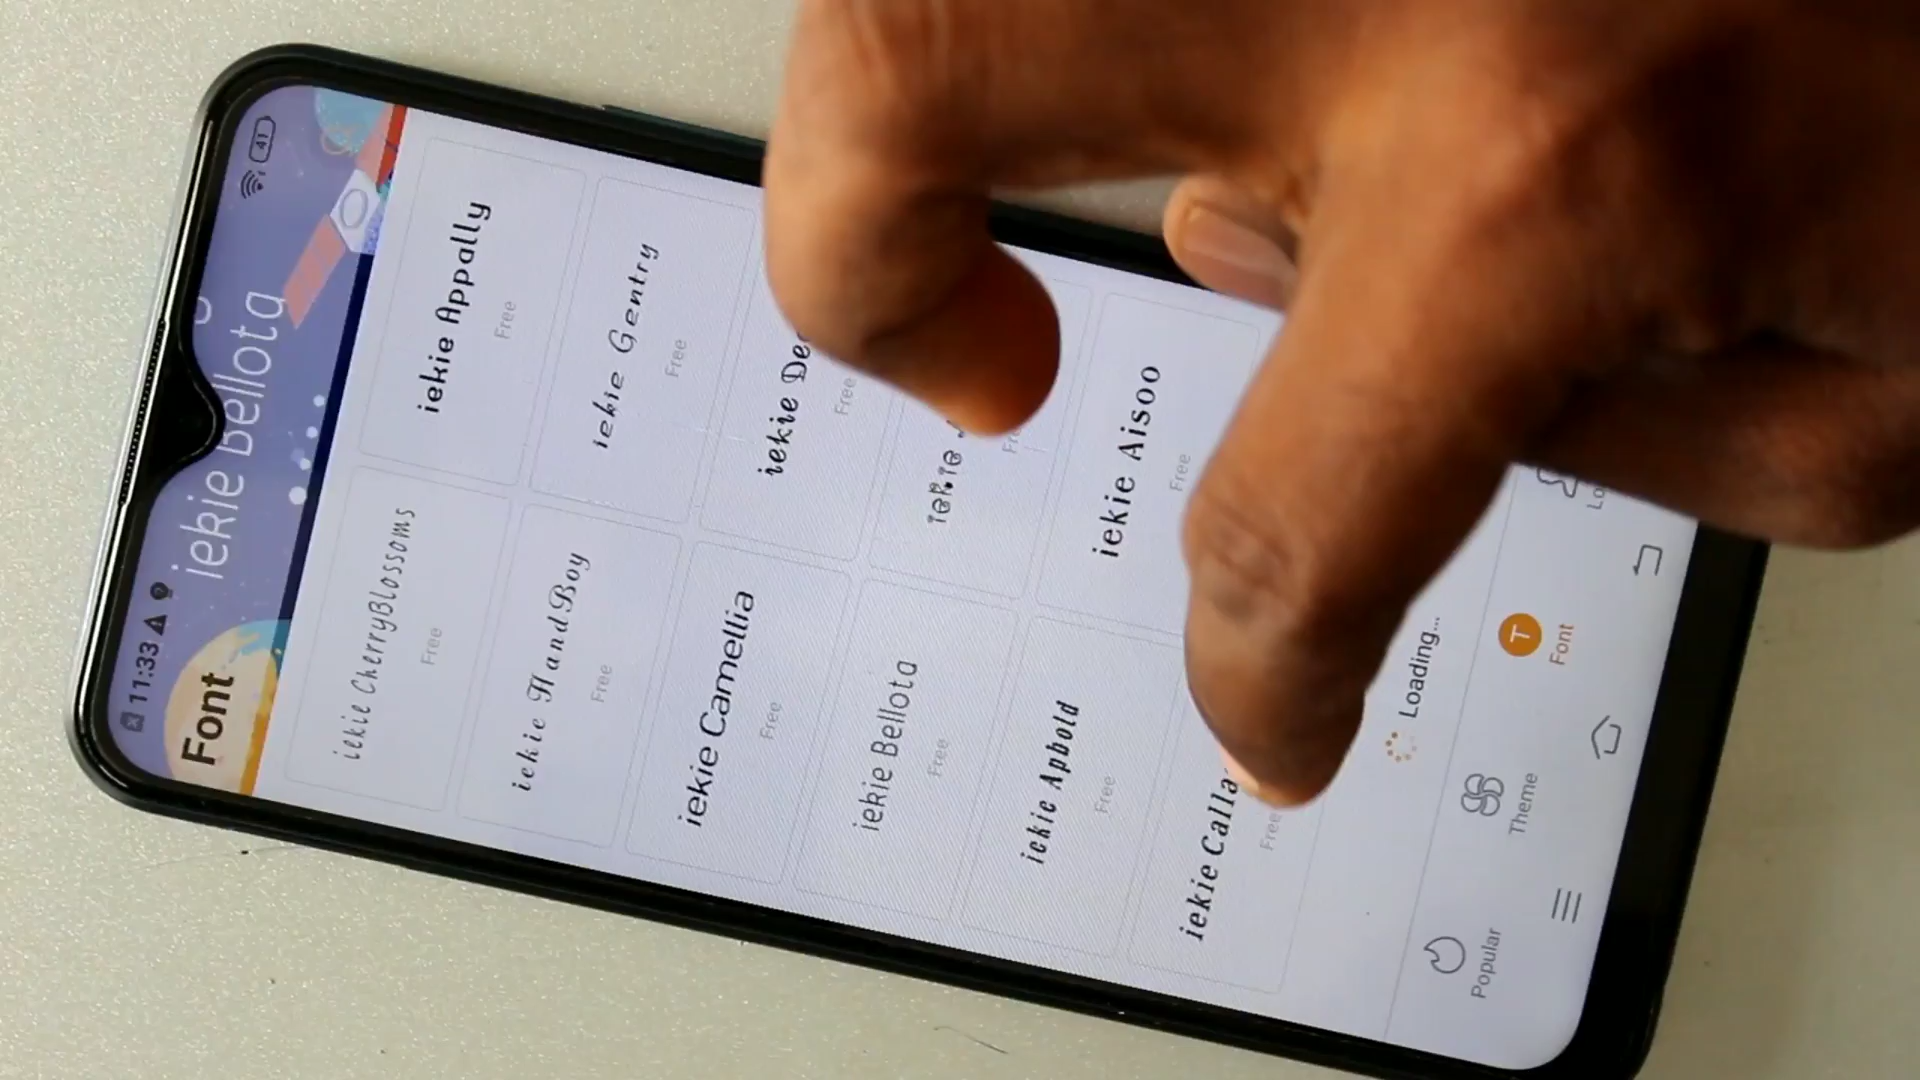 11:33
41
Font
iekie Bellota
iekie CherryBlossoms
Free
iekie Appally
Free
iekie HandBoy
Free
iekie Gentry
Free
iekie Camellia
Free
iekie
Free
iekie Bellota
Free
iekie
iekie Apbold
Free
iekie Aisoo
Free
iekie Calla
Free
Loading...
Popular
Theme
Font